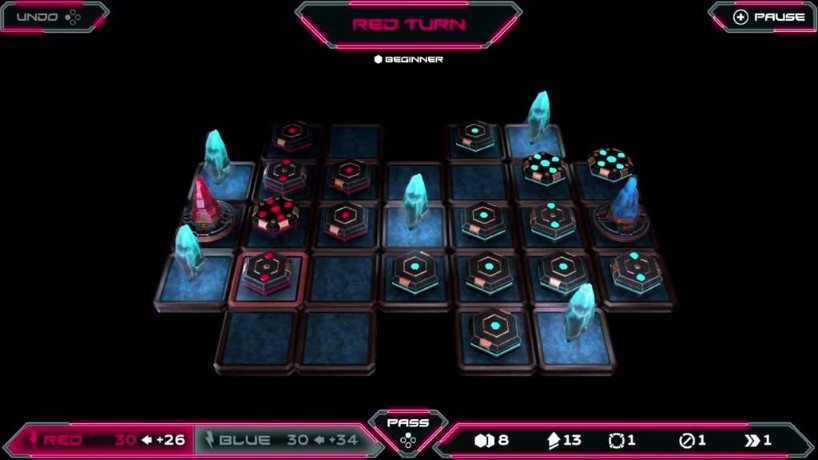 UNDO
RED TURN
PAUSE
BEGINNER
PASS
RED 30 +26
BLUE 30 +34
8 13 1 1 1